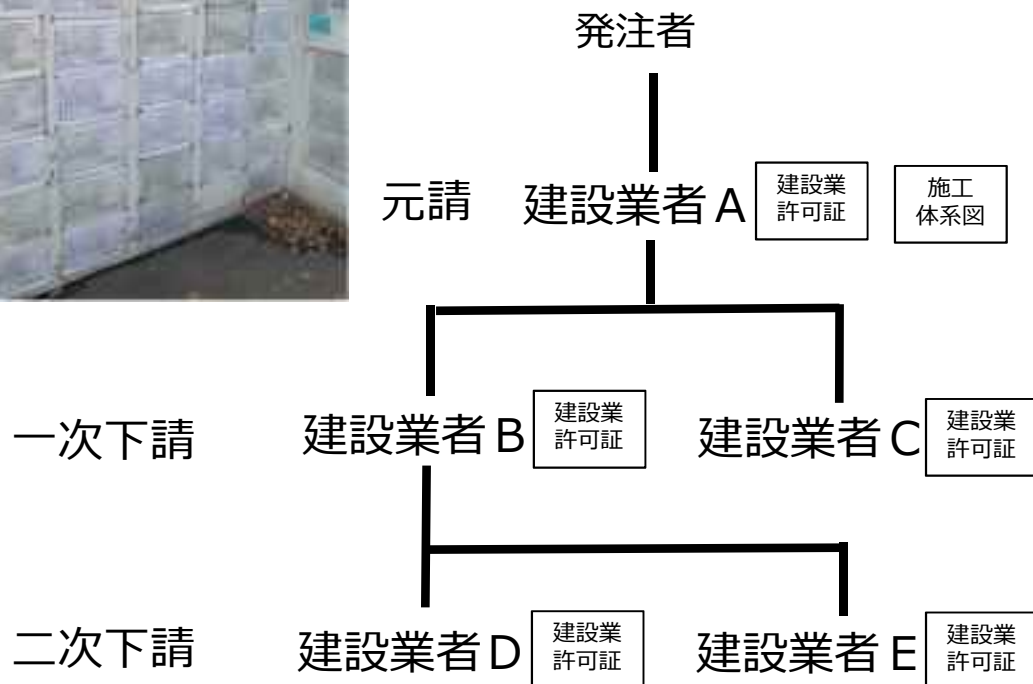 発注者
元請 建設業者A 建設業 施工
許可証 体系図
一次下請 建設業者B 建設業 建設業者C 建設業
許可証 許可証
二次下請 建設業者D 建設業 建設業者E 建設業
許可証 許可証